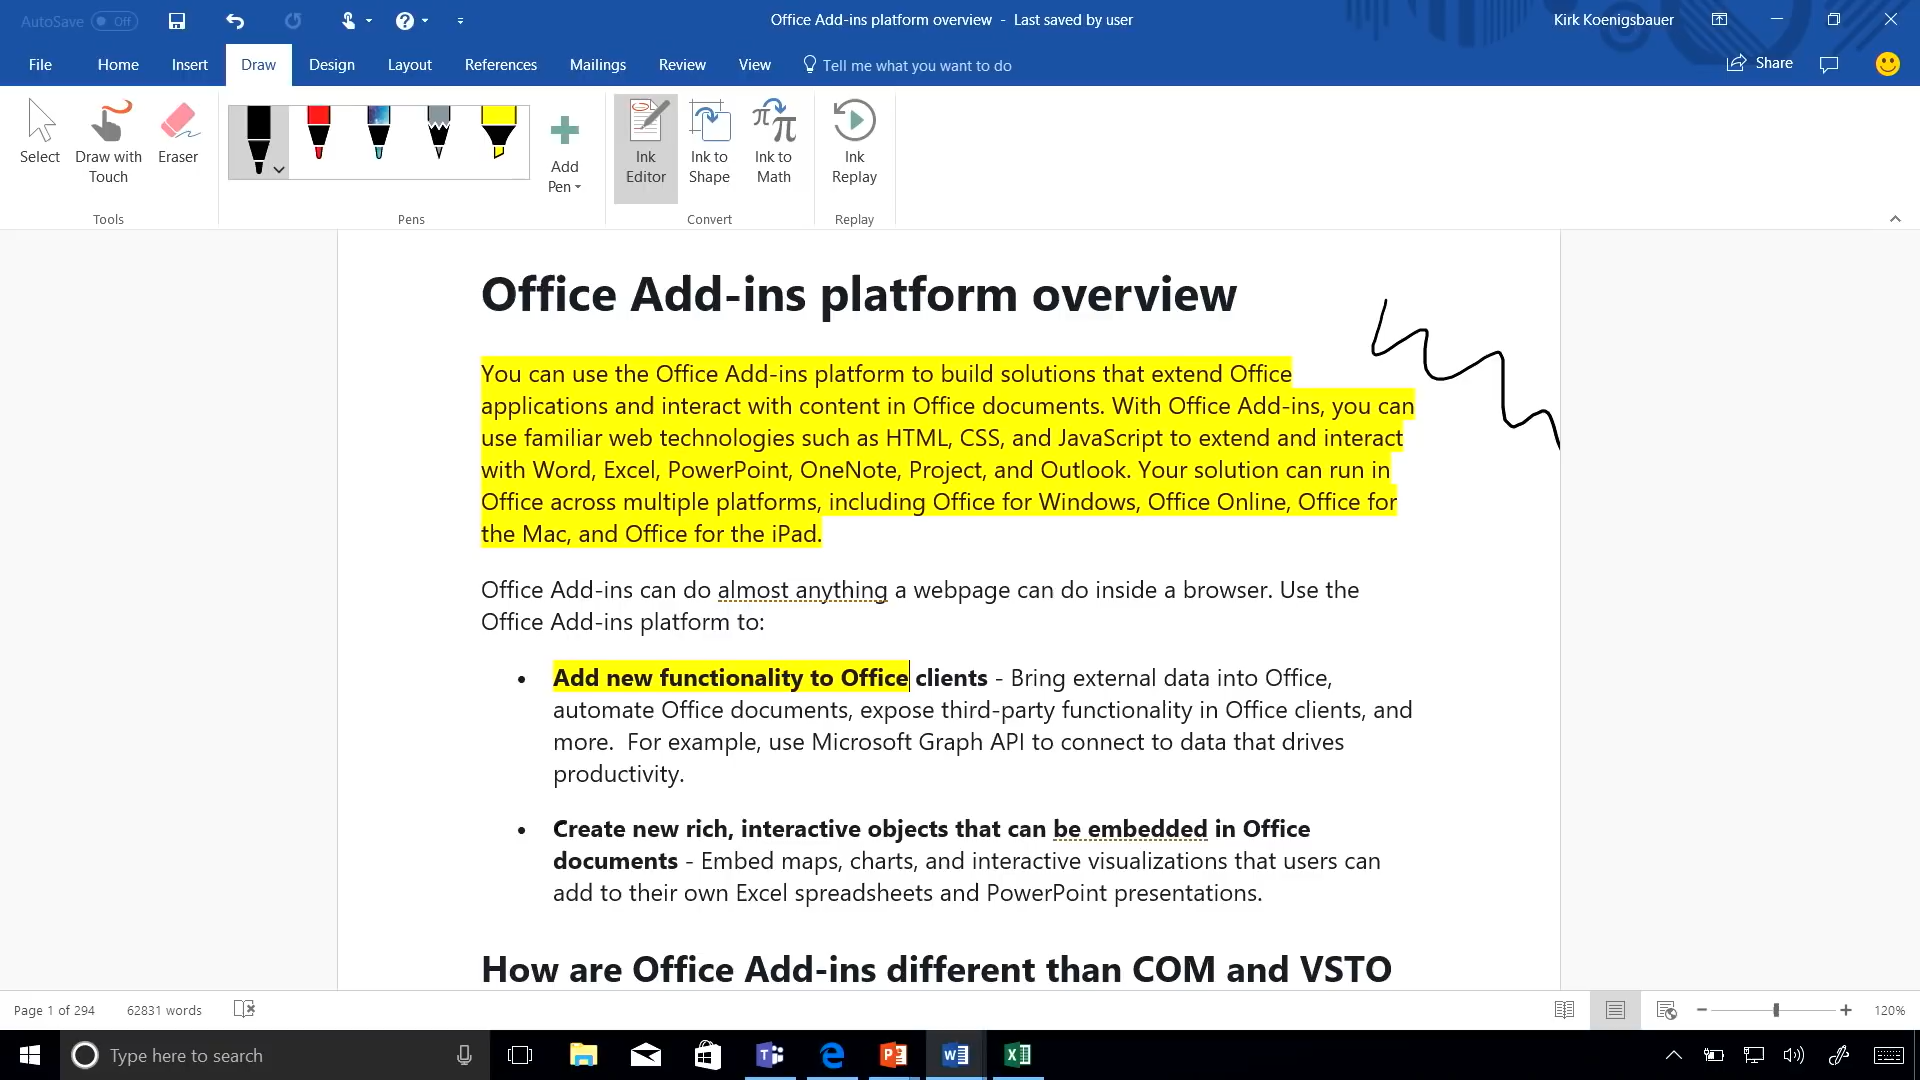 AutoSave Off
Office Add-ins platform overview - Last saved by user
Kirk Koenigsbauer
File Home Insert Draw Design Layout References Mailings Review View Tell me what you want to do Share
Select
Draw with
Touch
Eraser
Add
Pen
Ink
Editor
Ink to
Shape
Ink to
Math
Ink
Replay
Tools Pens Convert Replay
Office Add-ins platform overview
You can use the Office Add-ins platform to build solutions that extend Office
applications and interact with content in Office documents. With Office Add-ins, you can
use familiar web technologies such as HTML, CSS, and JavaScript to extend and interact
with Word, Excel, PowerPoint, OneNote, Project, and Outlook. Your solution can run in
Office across multiple platforms, including Office for Windows, Office Online, Office for
the Mac, and Office for the iPad.
Office Add-ins can do almost anything a webpage can do inside a browser. Use the
Office Add-ins platform to:
• Add new functionality to Office clients - Bring external data into Office,
automate Office documents, expose third-party functionality in Office clients, and
more.  For example, use Microsoft Graph API to connect to data that drives
productivity.
• Create new rich, interactive objects that can be embedded in Office
documents - Embed maps, charts, and interactive visualizations that users can
add to their own Excel spreadsheets and PowerPoint presentations.
How are Office Add-ins different than COM and VSTO
Page 1 of 294 62831 words 120%
Type here to search